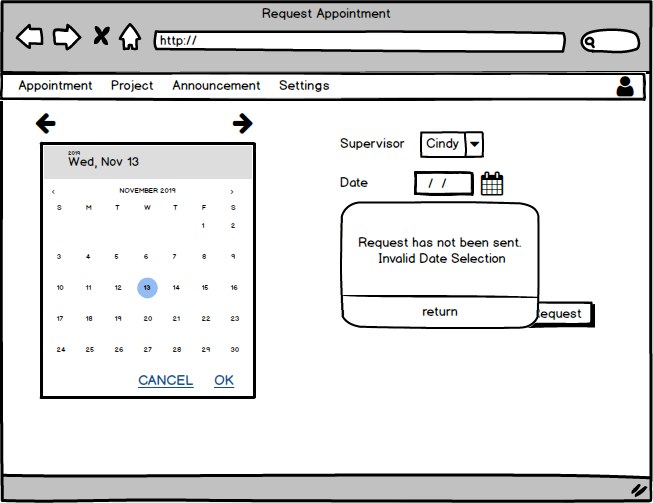 Request Appointment
http://
Appointment Project Announcement Settings
2019
Wed, Nov 13
‹ NOVEMBER 2019 ›
S M T W T F S
1 2
3 4 5 6 7 8 9
10 11 12 13 14 15 16
17 18 19 20 21 22 23
24 25 26 27 28 29 30
CANCEL OK
Supervisor Cindy
Date / /
Request has not been sent.
Invalid Date Selection
return
equest